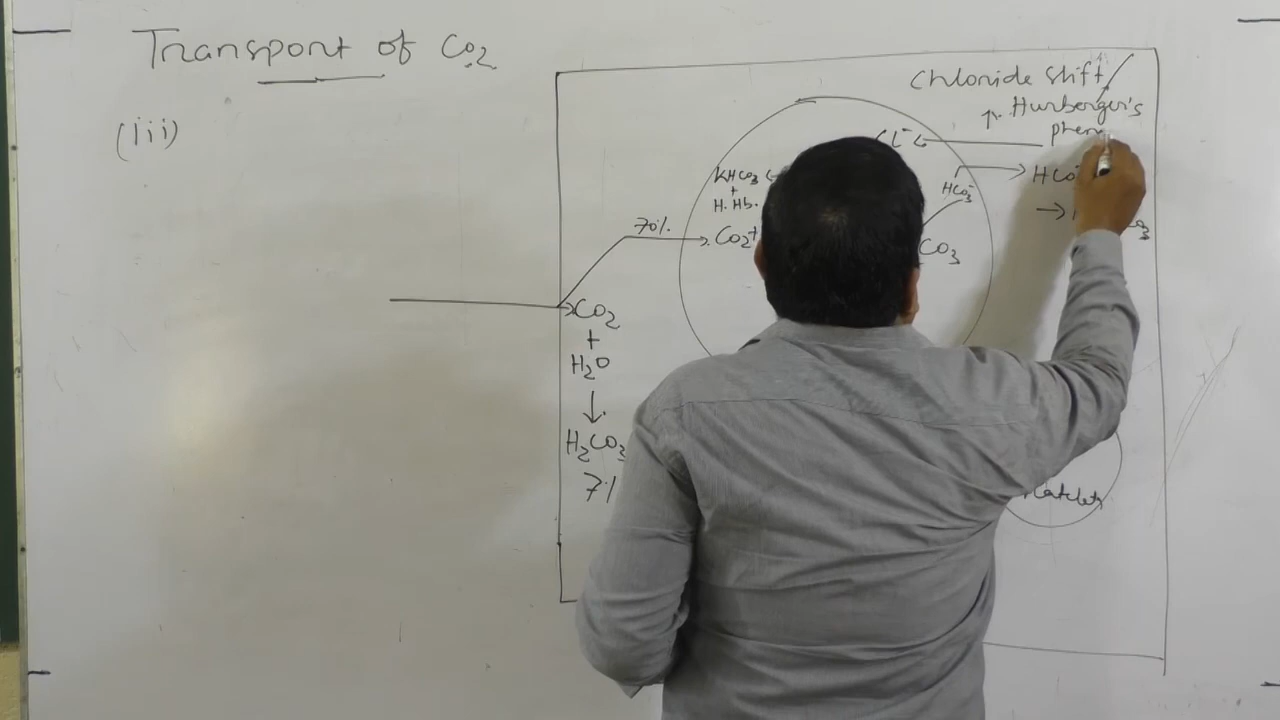 Transport of CO2
(iii)
Chloride shift
Hurberger's
phen
Cl-
KHCO3
+
H.Hb.
HCO3-
HCO
70%
CO2+
CO3
CO2
+
H2O
↓
H2CO3
7%
Platelets